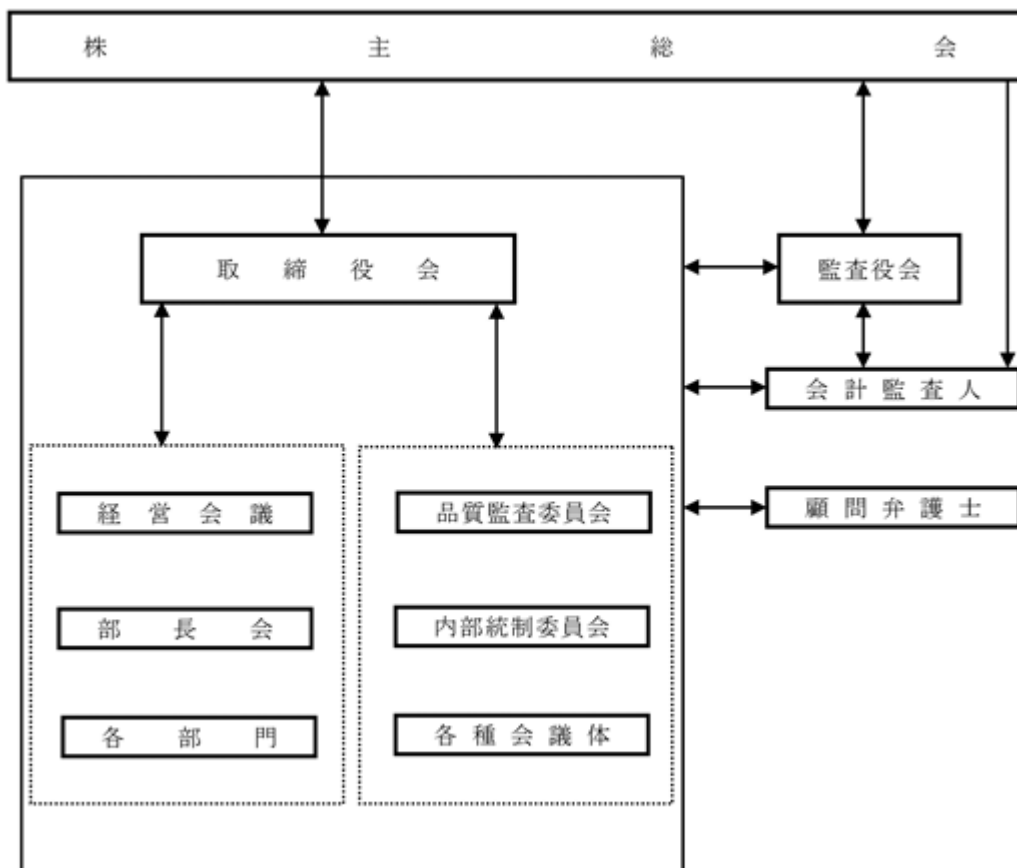 株主総会
取締役会
監査役会
会計監査人
経営会議
品質監査委員会
顧問弁護士
部長会
内部統制委員会
各部門
各種会議体